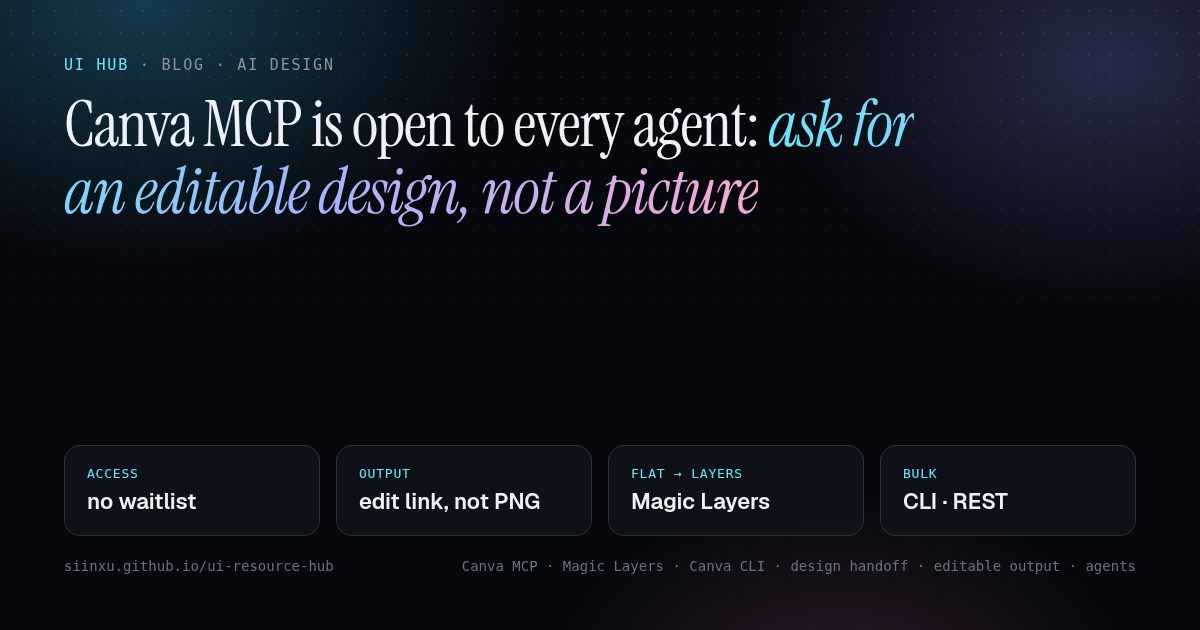 UI HUB · BLOG · AI DESIGN
Canva MCP is open to every agent: ask for
an editable design, not a picture
ACCESS
no waitlist
OUTPUT
edit link, not PNG
FLAT → LAYERS
Magic Layers
BULK
CLI · REST
siinxu.github.io/ui-resource-hub
Canva MCP · Magic Layers · Canva CLI · design handoff · editable output · agents